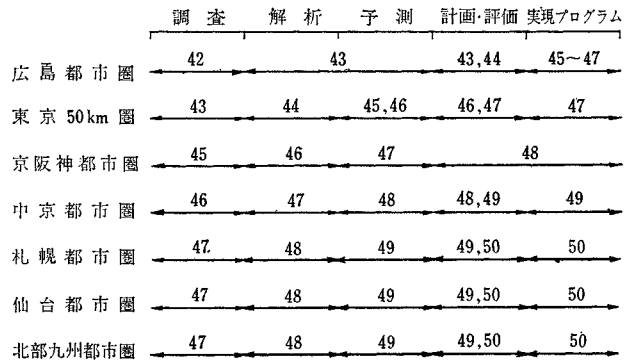 調査 解析 予測 計画・評価 実現プログラム
広島都市圏 42 43 43,44 45~47
東京50km圏 43 44 45,46 46,47 47
京阪神都市圏 45 46 47 48
中京都市圏 46 47 48 48,49 49
札幌都市圏 47 48 49 49,50 50
仙台都市圏 47 48 49 49,50 50
北部九州都市圏 47 48 49 49,50 50